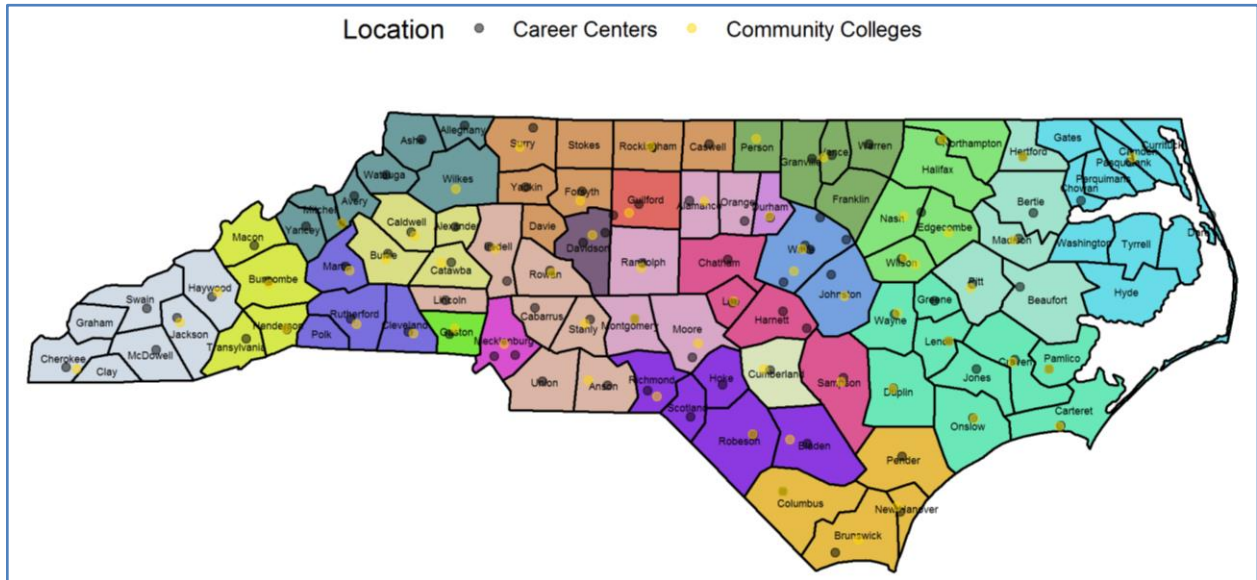 Location Career Centers Community Colleges
Ashe
Alleghany
Surry
Stokes
Rockingham
Caswell
Person
Granville
Vance
Warren
Northampton
Halifax
Hertford
Gates
Camden
Currituck
Pasquotank
Perquimans
Chowan
Watauga
Wilkes
Yadkin
Forsyth
Guilford
Alamance
Orange
Durham
Franklin
Nash
Edgecombe
Bertie
Avery
Mitchell
Yancey
Caldwell
Alexander
Iredell
Davie
Davidson
Randolph
Chatham
Wake
Wilson
Washington
Tyrrell
Dare
Macon
Buncombe
Burke
Catawba
Rowan
Johnston
Pitt
Beaufort
Hyde
Swain
Haywood
Rutherford
Lincoln
Cabarrus
Stanly
Montgomery
Moore
Lee
Harnett
Wayne
Greene
Lenoir
Craven
Pamlico
Graham
Jackson
Henderson
Transylvania
Polk
Cleveland
Gaston
Mecklenburg
Cherokee
Clay
McDowell
Union
Anson
Richmond
Hoke
Scotland
Cumberland
Sampson
Duplin
Jones
Carteret
Onslow
Robeson
Bladen
Pender
Columbus
New Hanover
Brunswick